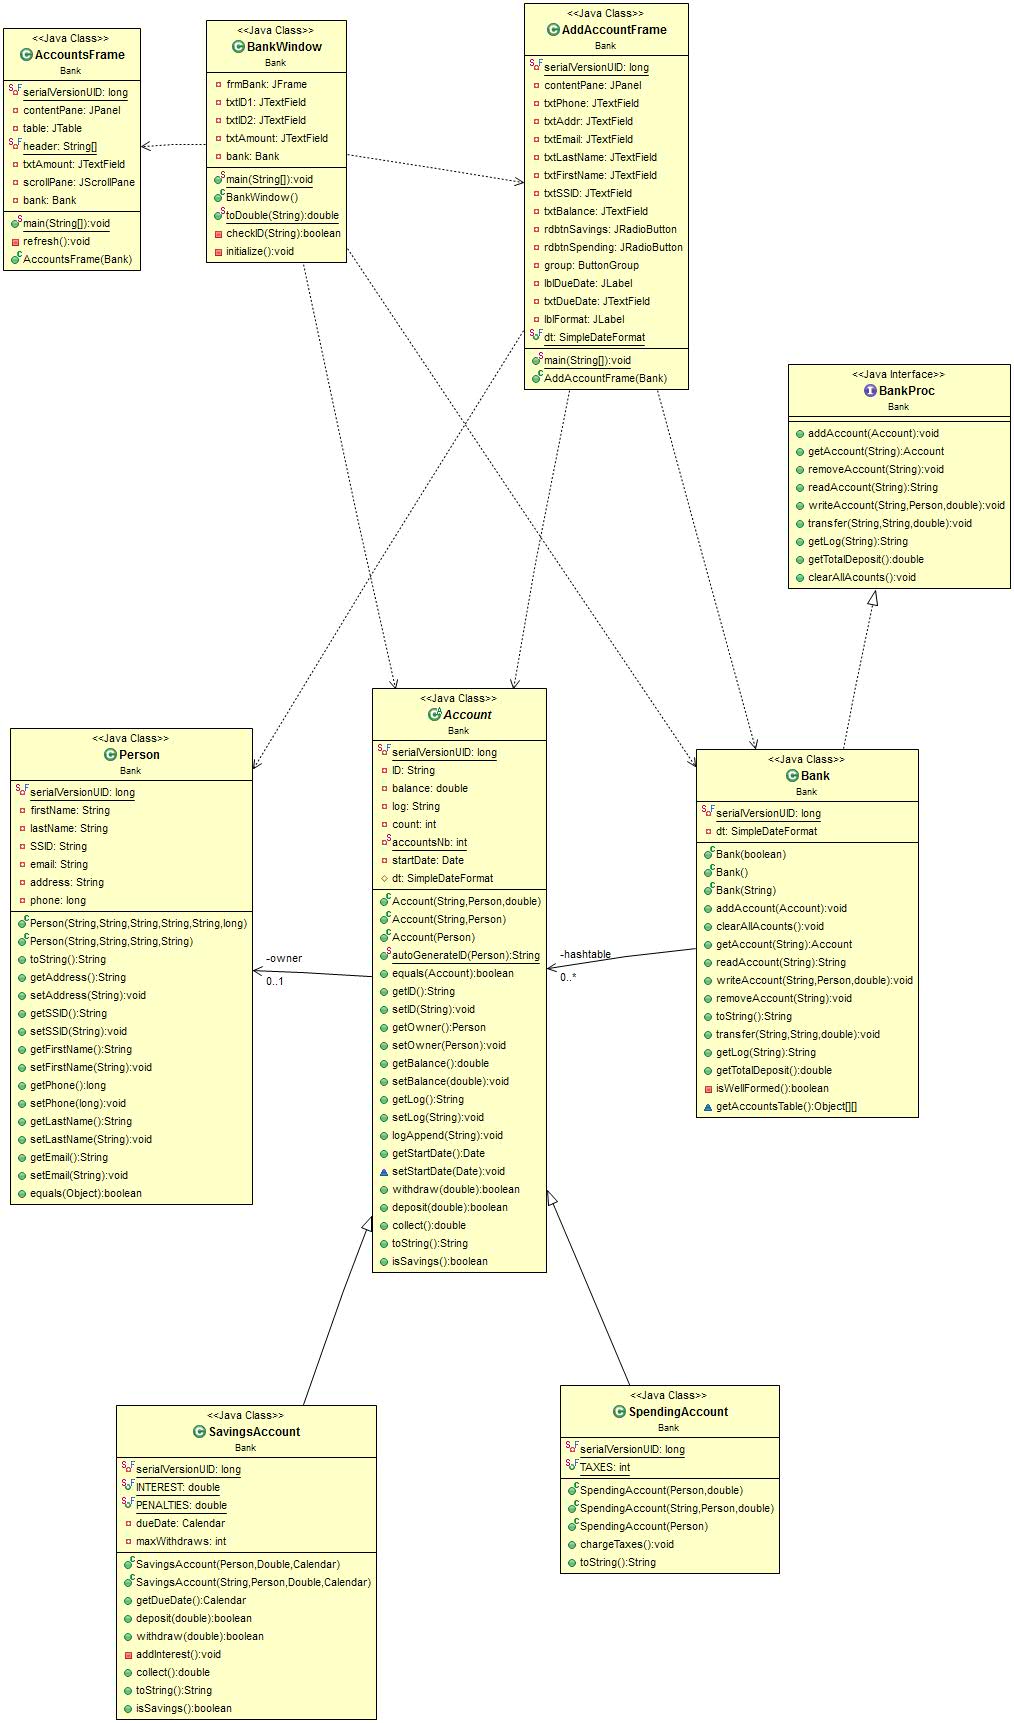 <<Java Class>>
AccountsFrame
Bank
serialVersionUID: long
contentPane: JPanel
table: JTable
header: String[]
txtAmount: JTextField
scrollPane: JScrollPane
bank: Bank
main(String[]):void
refresh():void
AccountsFrame(Bank)
<<Java Class>>
BankWindow
Bank
frmBank: JFrame
txtID1: JTextField
txtID2: JTextField
txtAmount: JTextField
bank: Bank
main(String[]):void
BankWindow()
toDouble(String):double
checkID(String):boolean
initialize():void
<<Java Class>>
AddAccountFrame
Bank
serialVersionUID: long
contentPane: JPanel
txtPhone: JTextField
txtAddr: JTextField
txtEmail: JTextField
txtLastName: JTextField
txtFirstName: JTextField
txtSSID: JTextField
txtBalance: JTextField
rdbtnSavings: JRadioButton
rdbtnSpending: JRadioButton
group: ButtonGroup
lblDueDate: JLabel
txtDueDate: JTextField
lblFormat: JLabel
dt: SimpleDateFormat
main(String[]):void
AddAccountFrame(Bank)
<<Java Interface>>
BankProc
Bank
addAccount(Account):void
getAccount(String):Account
removeAccount(String):void
readAccount(String):String
writeAccount(String,Person,double):void
transfer(String,String,double):void
getLog(String):String
getTotalDeposit():double
clearAllAcounts():void
<<Java Class>>
Person
Bank
serialVersionUID: long
firstName: String
lastName: String
SSID: String
email: String
address: String
phone: long
Person(String,String,String,String,String,long)
Person(String,String,String,String)
toString():String
getAddress():String
setAddress(String):void
getSSID():String
setSSID(String):void
getFirstName():String
setFirstName(String):void
getPhone():long
setPhone(long):void
getLastName():String
setLastName(String):void
getEmail():String
setEmail(String):void
equals(Object):boolean
-owner
0..1
<<Java Class>>
Account
Bank
serialVersionUID: long
ID: String
balance: double
log: String
count: int
accountsNb: int
startDate: Date
dt: SimpleDateFormat
Account(String,Person,double)
Account(String,Person)
Account(Person)
autoGenerateID(Person):String
equals(Account):boolean
getID():String
setID(String):void
getOwner():Person
setOwner(Person):void
getBalance():double
setBalance(double):void
getLog():String
setLog(String):void
logAppend(String):void
getStartDate():Date
setStartDate(Date):void
withdraw(double):boolean
deposit(double):boolean
collect():double
toString():String
isSavings():boolean
-hashtable
0..*
<<Java Class>>
Bank
Bank
serialVersionUID: long
dt: SimpleDateFormat
Bank(boolean)
Bank()
Bank(String)
addAccount(Account):void
clearAllAcounts():void
getAccount(String):Account
readAccount(String):String
writeAccount(String,Person,double):void
removeAccount(String):void
toString():String
transfer(String,String,double):void
getLog(String):String
getTotalDeposit():double
isWellFormed():boolean
getAccountsTable():Object[][]
<<Java Class>>
SavingsAccount
Bank
serialVersionUID: long
INTEREST: double
PENALTIES: double
dueDate: Calendar
maxWithdraws: int
SavingsAccount(Person,Double,Calendar)
SavingsAccount(String,Person,Double,Calendar)
getDueDate():Calendar
deposit(double):boolean
withdraw(double):boolean
addInterest():void
collect():double
toString():String
isSavings():boolean
<<Java Class>>
SpendingAccount
Bank
serialVersionUID: long
TAXES: int
SpendingAccount(Person,double)
SpendingAccount(String,Person,double)
SpendingAccount(Person)
chargeTaxes():void
toString():String